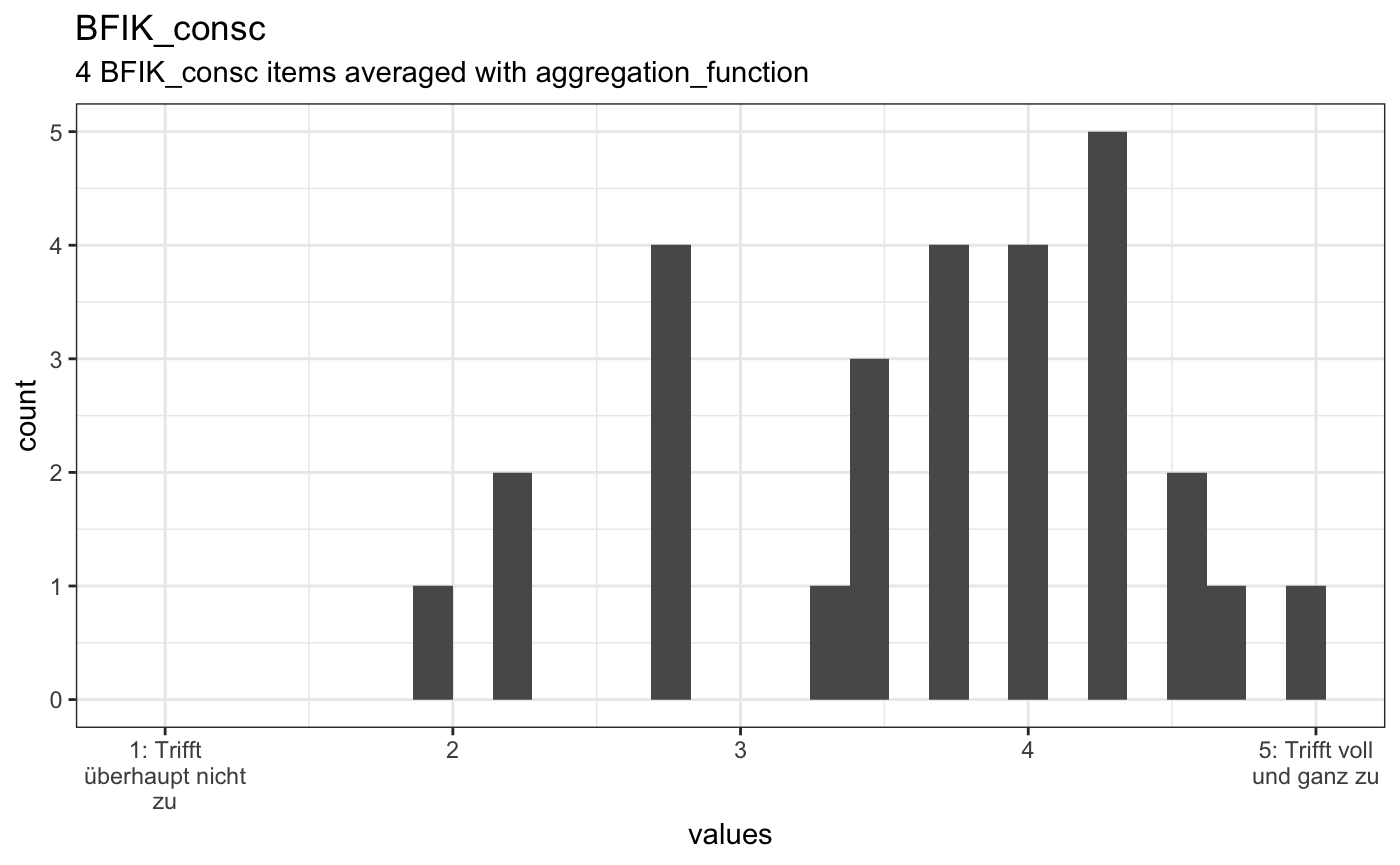 BFIK_consc
4 BFIK_consc items averaged with aggregation_function
5
4
3
2
1
0
count
1: Trifft
überhaupt nicht
zu
2
3
4
5: Trifft voll
und ganz zu
values